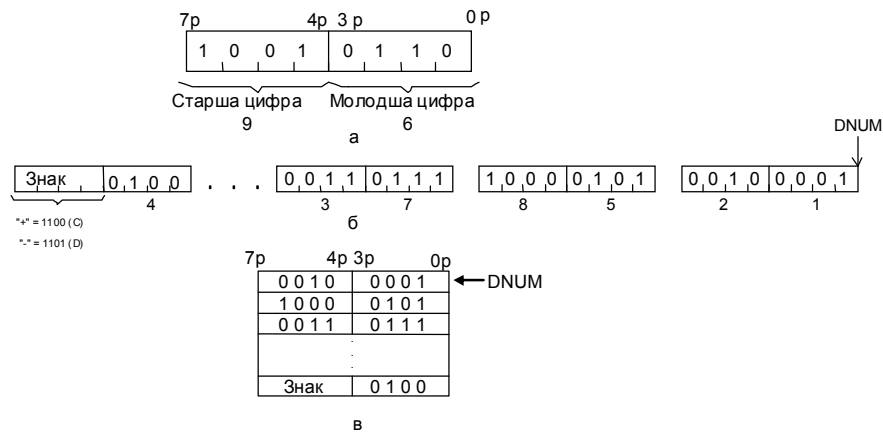 7р 4р 3 р 0 р
1 0 0 1 0 1 1 0
Старша цифра Молодша цифра
9 6
а
DNUM
Знак 0 1 0 0 . . . 0 0 1 1 0 1 1 1 1 0 0 0 0 1 0 1 0 0 1 0 0 0 0 1
4 3 7 8 5 2 1
"+" = 1100 (C)
б
"-" = 1101 (D)
7р 4р 3р 0р
0 0 1 0 0 0 0 1 DNUM
1 0 0 0 0 1 0 1
0 0 1 1 0 1 1 1
Знак 0 1 0 0
в